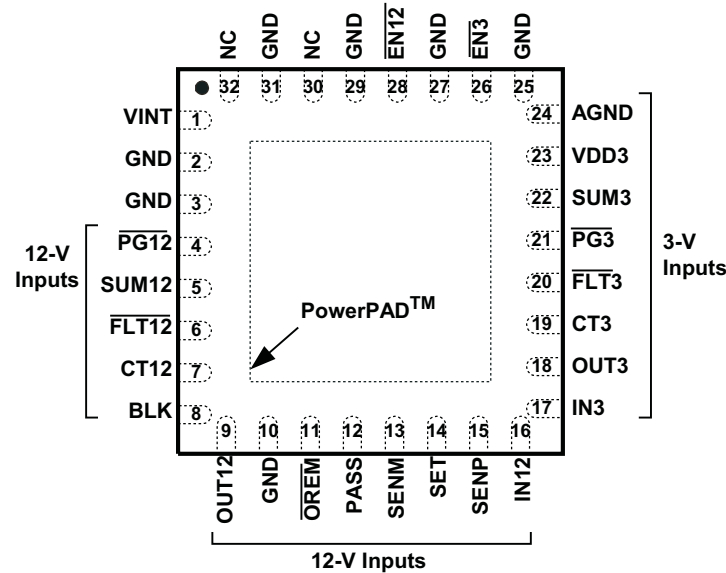 NC
GND
NC
GND
EN12
GND
EN3
GND
32
31
30
29
28
27
26
25
VINT 1
GND 2
GND 3
PG12 4
SUM12 5
FLT12 6
CT12 7
BLK 8
12-V
Inputs
24 AGND
23 VDD3
22 SUM3
21 PG3
20 FLT3
19 CT3
18 OUT3
17 IN3
3-V
Inputs
PowerPAD™
9
10
11
12
13
14
15
16
OUT12
GND
OREM
PASS
SENM
SET
SENP
IN12
12-V Inputs